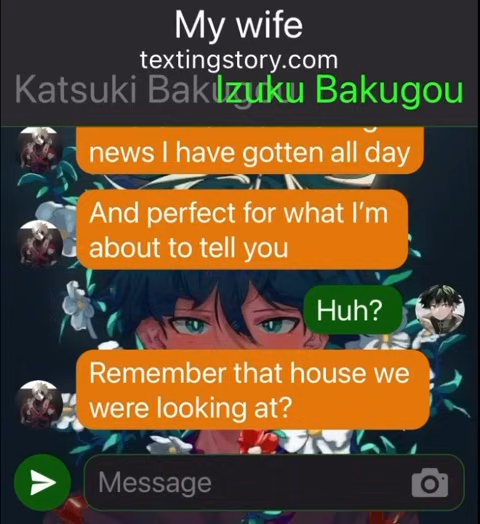 My wife
textingstory.com
Katsuki Bakugou
Izuku Bakugou
news I have gotten all day
And perfect for what I'm
about to tell you
Huh?
Remember that house we
were looking at?
Message